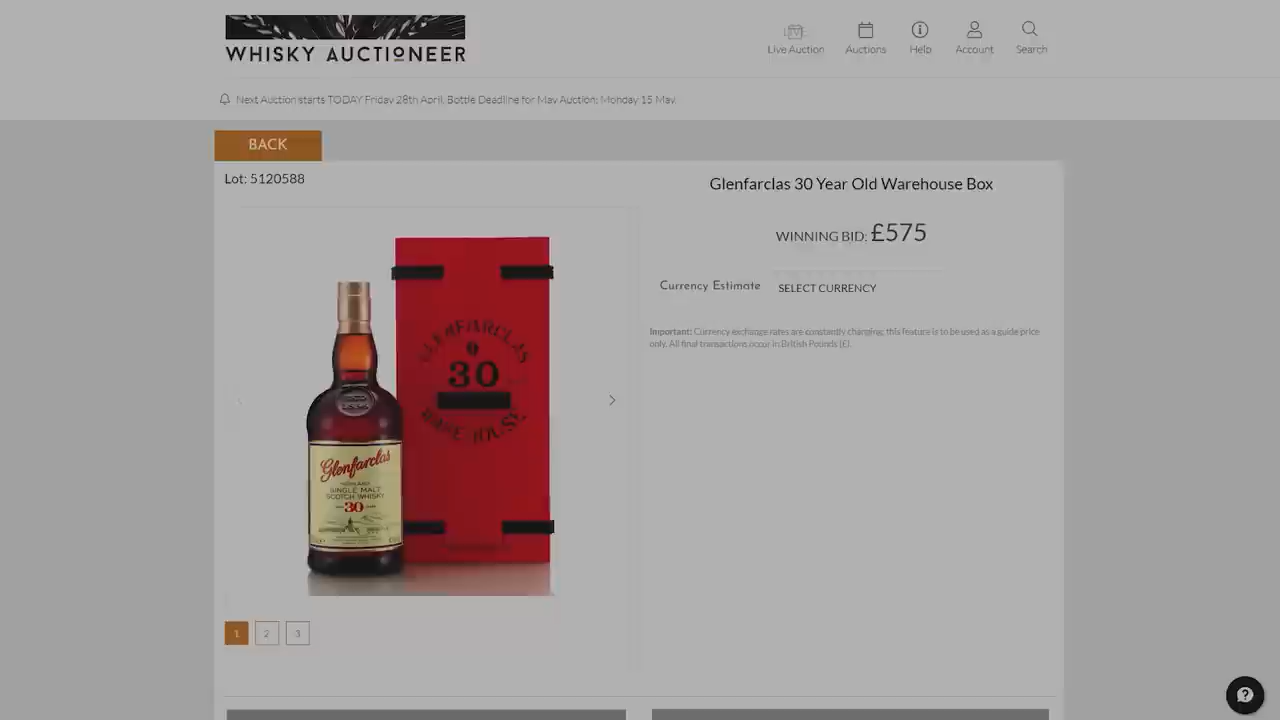 WHISKY AUCTIONEER
Live Auction
Auctions
Help
Account
Search
Next Auction starts TODAY Friday 28th April. Bottle Deadline for May Auction: Monday 15 May.
BACK
Lot: 5120588
Glenfarclas 30 Year Old Warehouse Box
WINNING BID: £575
Currency Estimate
SELECT CURRENCY
Important: Currency exchange rates are constantly changing; this feature is to be used as a guide price
only. All final transactions occur in British Pounds (£).
GLENFARCLAS
30
WAREHOUSE
Glenfarclas
HIGHLAND
SINGLE MALT
SCOTCH WHISKY
30
1
2
3